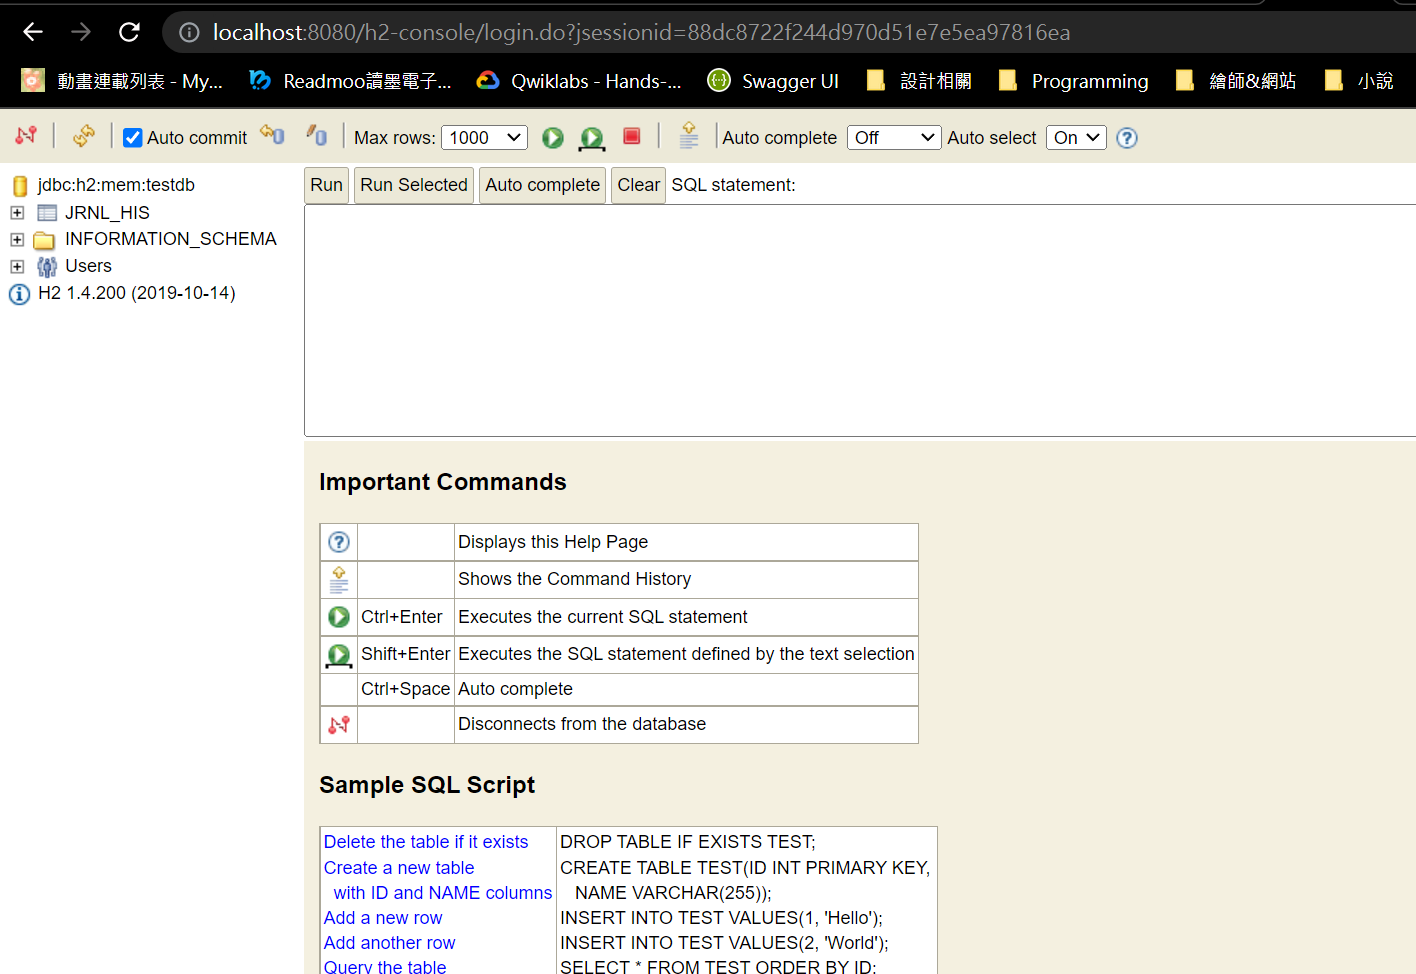 localhost:8080/h2-console/login.do?jsessionid=88dc8722f244d970d51e7e5ea97816ea
動畫連載列表 - My... Readmoo讀墨電子... Qwiklabs - Hands-... Swagger UI 設計相關 Programming 繪師&網站 小說
Auto commit Max rows: 1000 Auto complete Off Auto select On
jdbc:h2:mem:testdb
JRNL_HIS
INFORMATION_SCHEMA
Users
H2 1.4.200 (2019-10-14)
Run Run Selected Auto complete Clear SQL statement:
Important Commands
Displays this Help Page
Shows the Command History
Ctrl+Enter Executes the current SQL statement
Shift+Enter Executes the SQL statement defined by the text selection
Ctrl+Space Auto complete
Disconnects from the database
Sample SQL Script
Delete the table if it exists DROP TABLE IF EXISTS TEST;
Create a new table CREATE TABLE TEST(ID INT PRIMARY KEY,
with ID and NAME columns NAME VARCHAR(255));
Add a new row INSERT INTO TEST VALUES(1, 'Hello');
Add another row INSERT INTO TEST VALUES(2, 'World');
Query the table SELECT * FROM TEST ORDER BY ID;